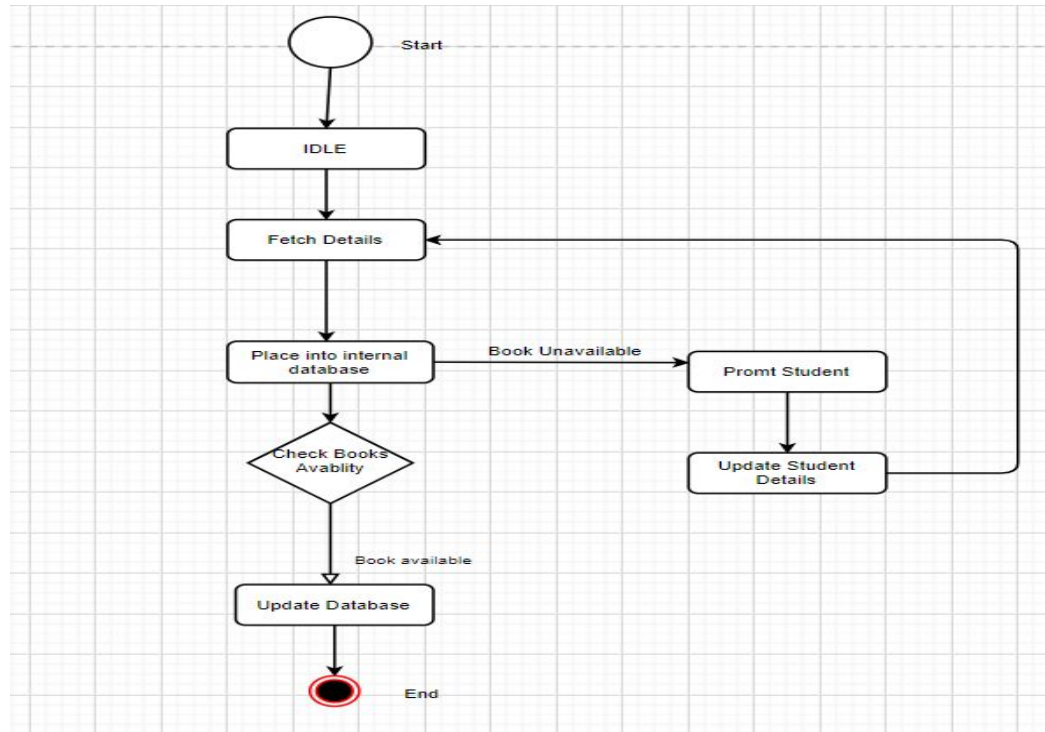 Start
IDLE
Fetch Details
Place into internal
database
Book Unavailable
Promt Student
Check Books
Avablity
Update Student
Details
Book available
Update Database
End